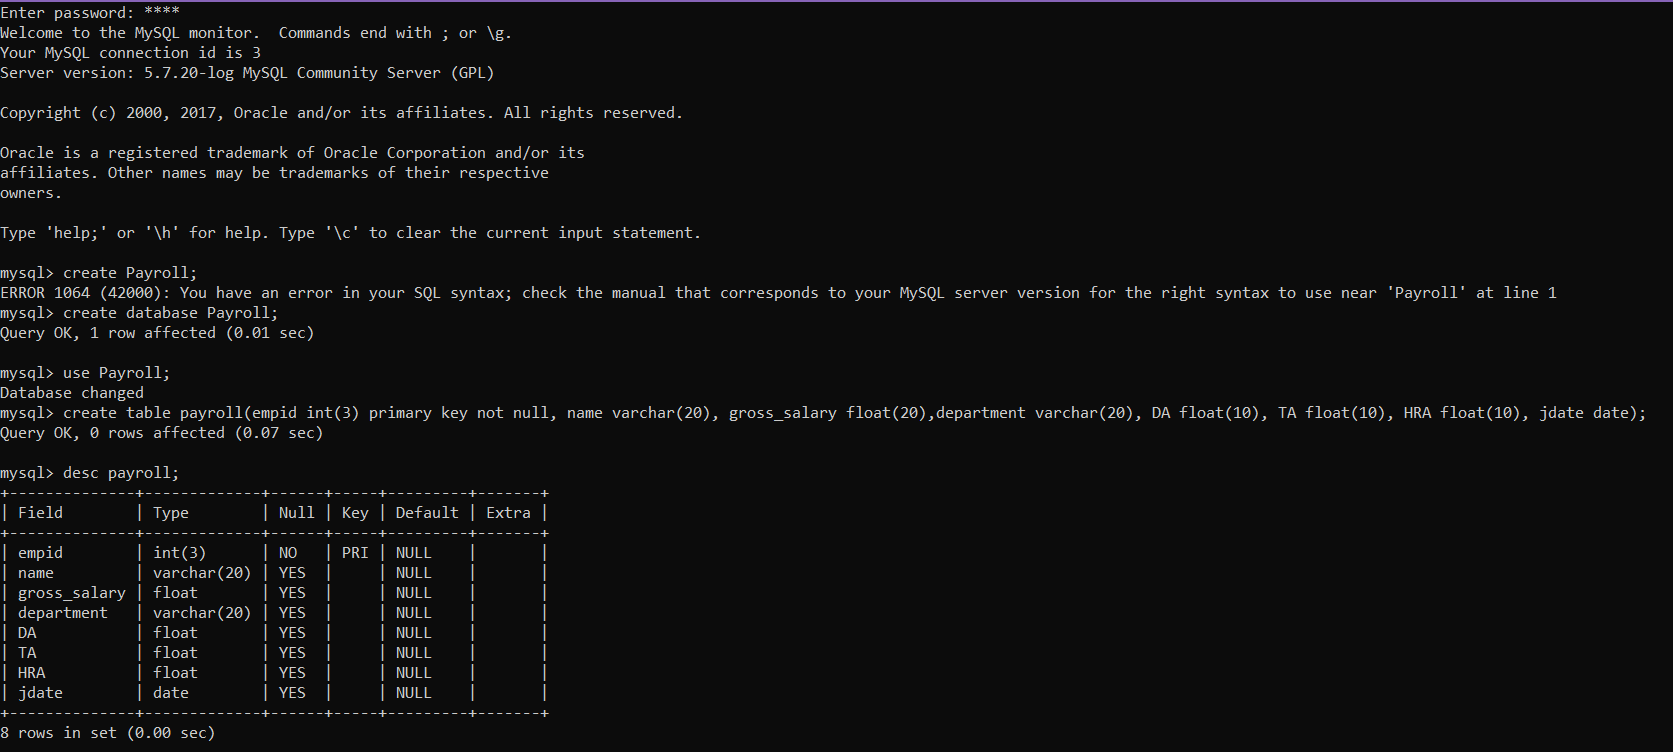 Enter password: ****
Welcome to the MySQL monitor.  Commands end with ; or \g.
Your MySQL connection id is 3
Server version: 5.7.20-log MySQL Community Server (GPL)

Copyright (c) 2000, 2017, Oracle and/or its affiliates. All rights reserved.

Oracle is a registered trademark of Oracle Corporation and/or its
affiliates. Other names may be trademarks of their respective
owners.

Type 'help;' or '\h' for help. Type '\c' to clear the current input statement.

mysql> create Payroll;
ERROR 1064 (42000): You have an error in your SQL syntax; check the manual that corresponds to your MySQL server version for the right syntax to use near 'Payroll' at line 1
mysql> create database Payroll;
Query OK, 1 row affected (0.01 sec)

mysql> use Payroll;
Database changed
mysql> create table payroll(empid int(3) primary key not null, name varchar(20), gross_salary float(20),department varchar(20), DA float(10), TA float(10), HRA float(10), jdate date);
Query OK, 0 rows affected (0.07 sec)

mysql> desc payroll;
+--------------+-------------+------+-----+---------+-------+
| Field        | Type        | Null | Key | Default | Extra |
+--------------+-------------+------+-----+---------+-------+
| empid        | int(3)      | NO   | PRI | NULL    |       |
| name         | varchar(20) | YES  |     | NULL    |       |
| gross_salary | float       | YES  |     | NULL    |       |
| department   | varchar(20) | YES  |     | NULL    |       |
| DA           | float       | YES  |     | NULL    |       |
| TA           | float       | YES  |     | NULL    |       |
| HRA          | float       | YES  |     | NULL    |       |
| jdate        | date        | YES  |     | NULL    |       |
+--------------+-------------+------+-----+---------+-------+
8 rows in set (0.00 sec)